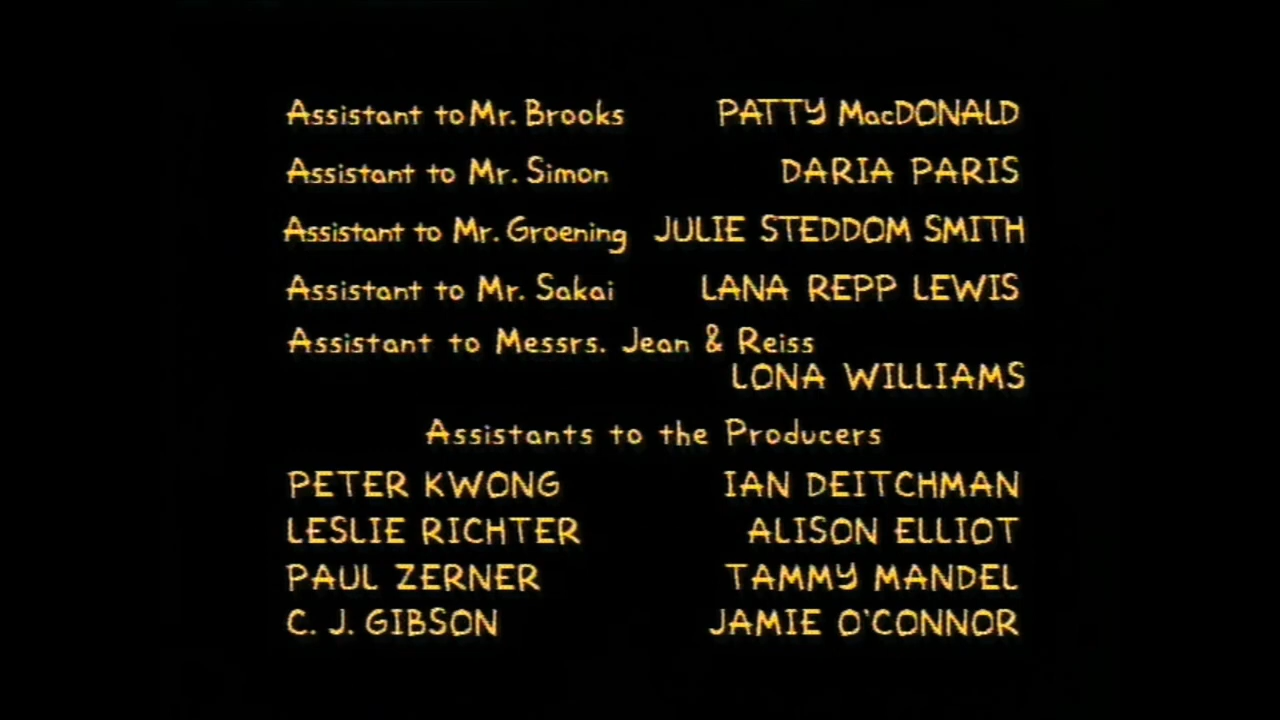 Assistant to Mr. Brooks PATTY MacDONALD
Assistant to Mr. Simon DARIA PARIS
Assistant to Mr. Groening JULIE STEDDOM SMITH
Assistant to Mr. Sakai LANA REPP LEWIS
Assistant to Messrs. Jean & Reiss
LONA WILLIAMS
Assistants to the Producers
PETER KWONG IAN DEITCHMAN
LESLIE RICHTER ALISON ELLIOT
PAUL ZERNER TAMMY MANDEL
C. J. GIBSON JAMIE O'CONNOR